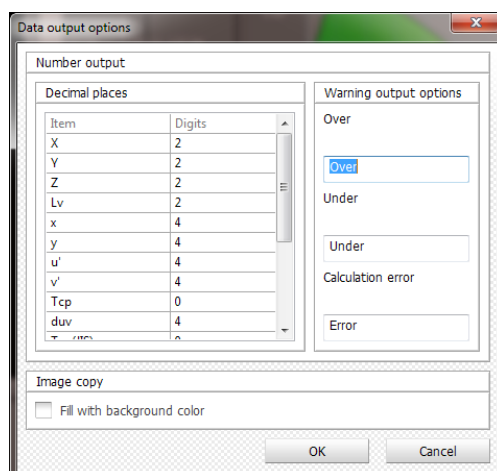 Data output options
Number output
Decimal places
Item Digits
X 2
Y 2
Z 2
Lv 2
x 4
y 4
u' 4
v' 4
Tcp 0
duv 4
Warning output options
Over
Over
Under
Under
Calculation error
Error
Image copy
Fill with background color
OK Cancel